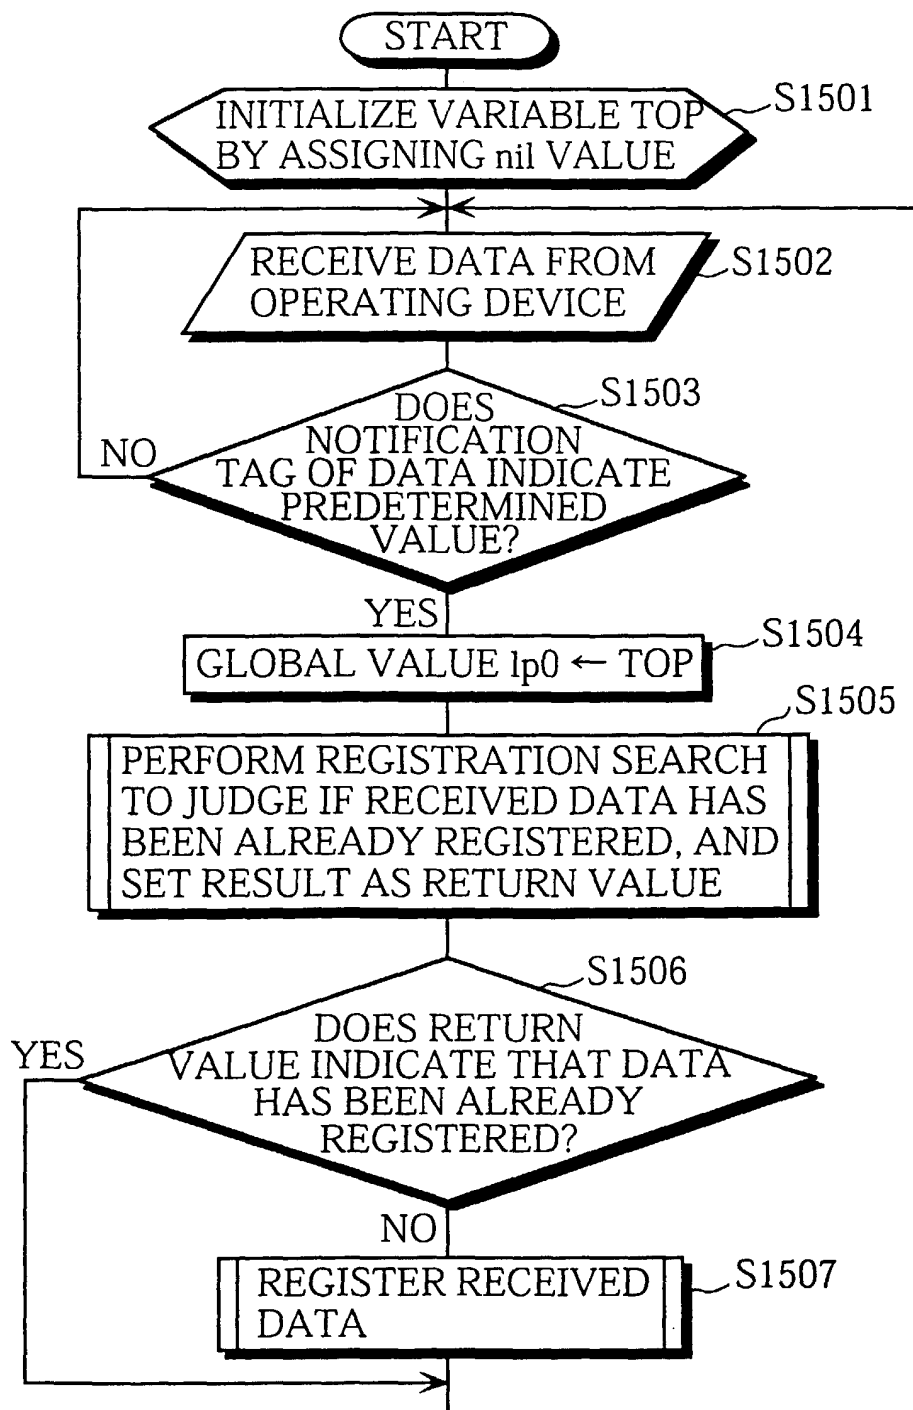 START
S1501
INITIALIZE VARIABLE TOP
BY ASSIGNING nil VALUE
RECEIVE DATA FROM
OPERATING DEVICE
S1502
S1503
DOES
NOTIFICATION
TAG OF DATA INDICATE
PREDETERMINED
VALUE?
NO
YES
S1504
GLOBAL VALUE lp0 ← TOP
S1505
PERFORM REGISTRATION SEARCH
TO JUDGE IF RECEIVED DATA HAS
BEEN ALREADY REGISTERED, AND
SET RESULT AS RETURN VALUE
S1506
DOES RETURN
VALUE INDICATE THAT DATA
HAS BEEN ALREADY
REGISTERED?
YES
NO
S1507
REGISTER RECEIVED
DATA